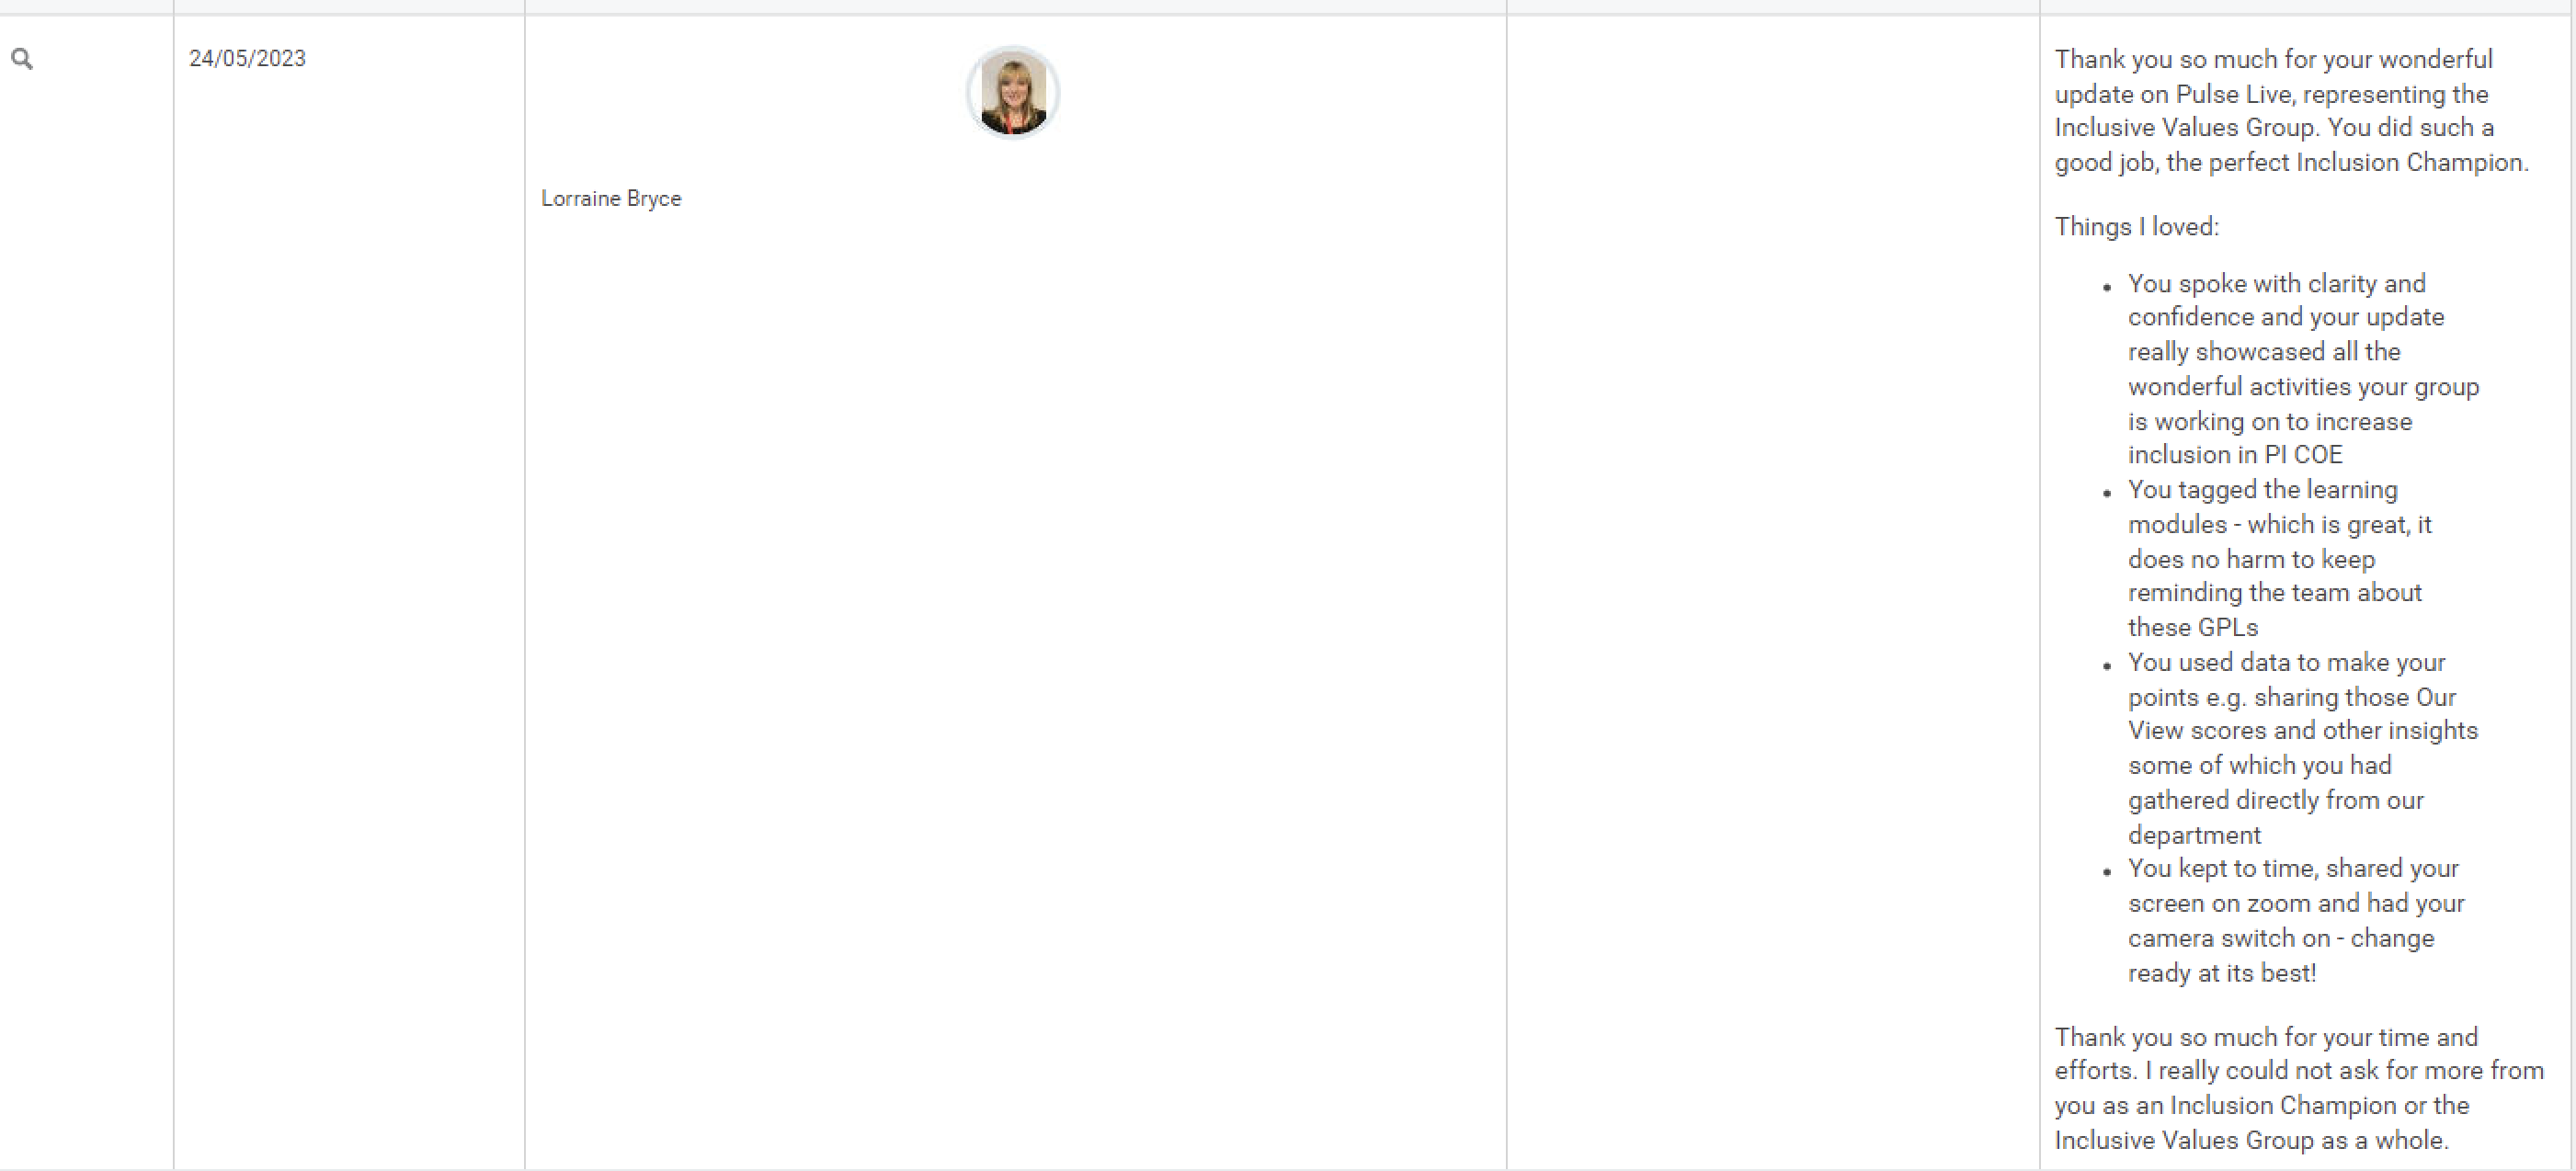 24/05/2023
Lorraine Bryce
Thank you so much for your wonderful
update on Pulse Live, representing the
Inclusive Values Group. You did such a
good job, the perfect Inclusion Champion.
Things I loved:
• You spoke with clarity and
confidence and your update
really showcased all the
wonderful activities your group
is working on to increase
inclusion in PI COE
• You tagged the learning
modules - which is great, it
does no harm to keep
reminding the team about
these GPLs
• You used data to make your
points e.g. sharing those Our
View scores and other insights
some of which you had
gathered directly from our
department
• You kept to time, shared your
screen on zoom and had your
camera switch on - change
ready at its best!
Thank you so much for your time and
efforts. I really could not ask for more from
you as an Inclusion Champion or the
Inclusive Values Group as a whole.